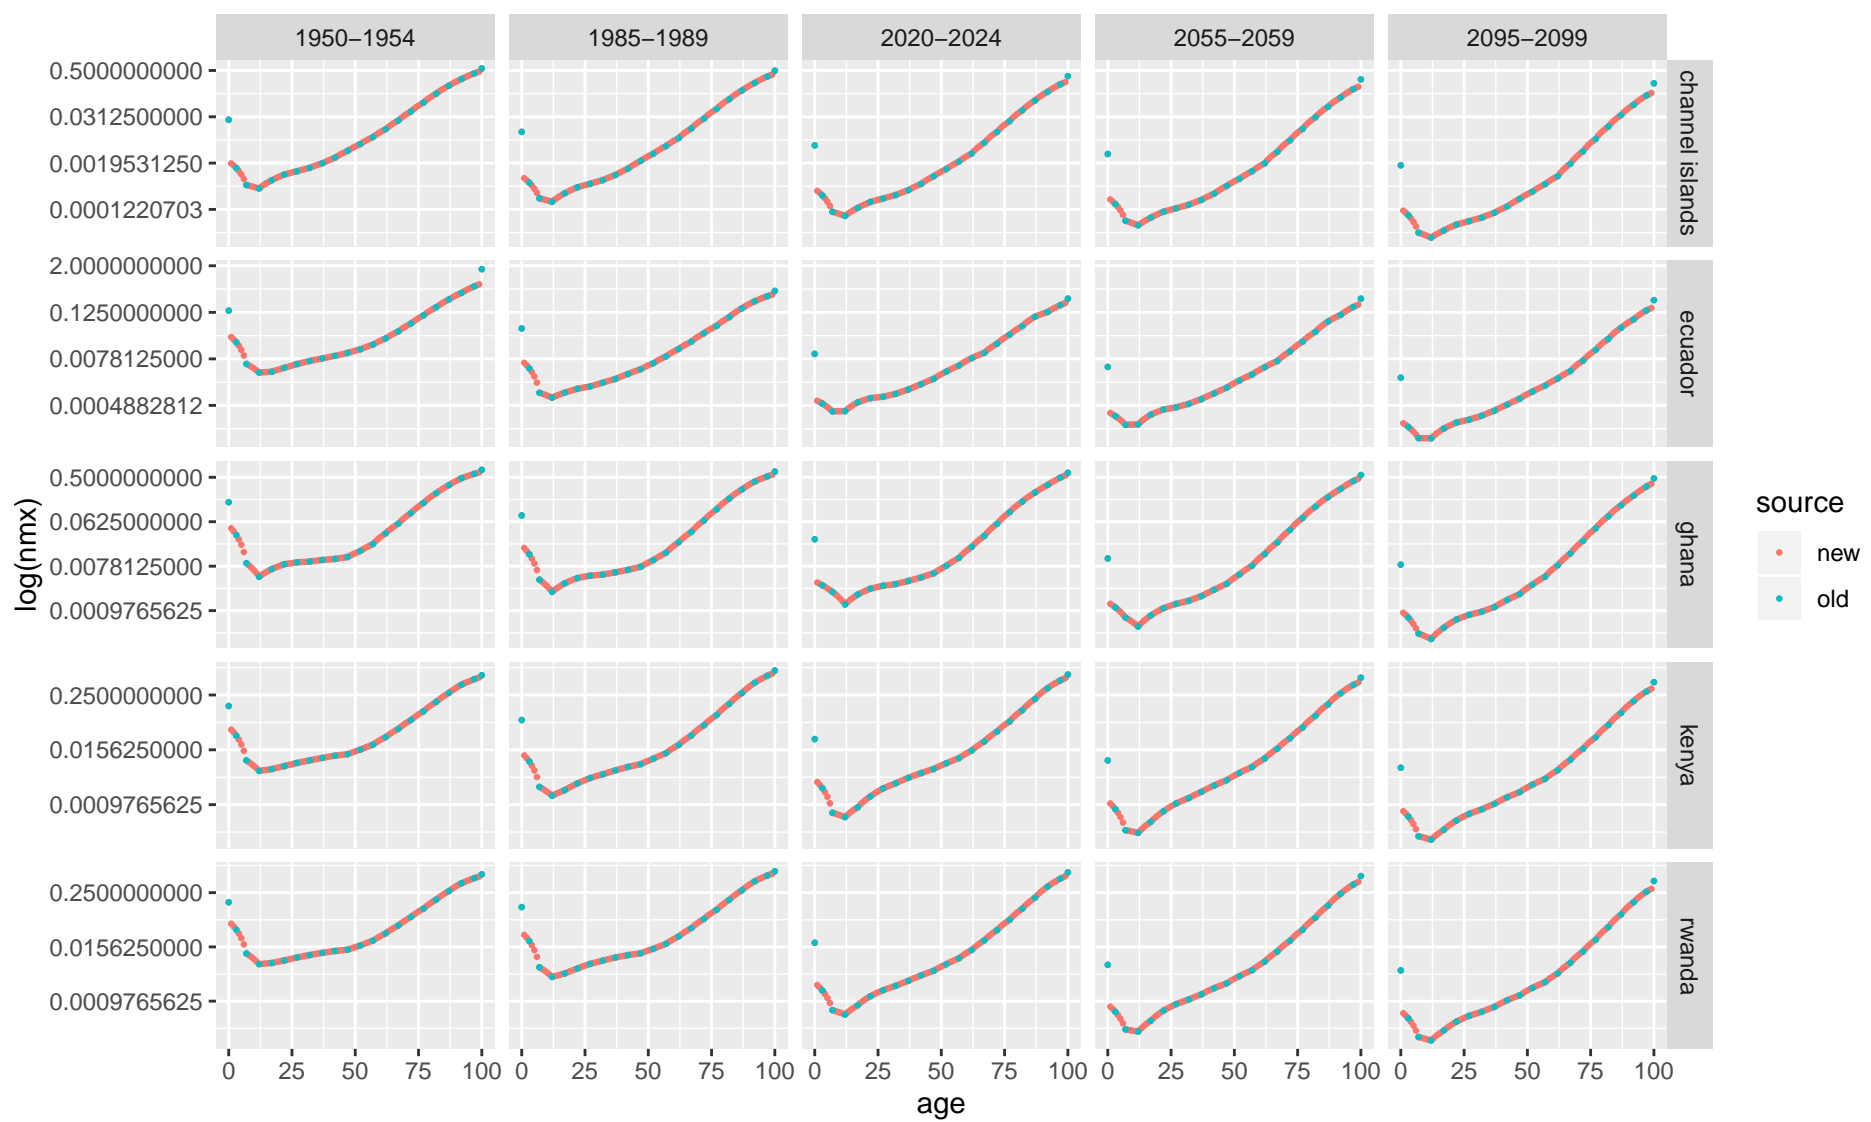 1950–1954 1985–1989 2020–2024 2055–2059 2095–2099
0.5000000000
0.0312500000
0.0019531250
0.0001220703
channel islands
2.0000000000
0.1250000000
0.0078125000
0.0004882812
ecuador
0.5000000000
0.0625000000
0.0078125000
0.0009765625
ghana
0.2500000000
0.0156250000
0.0009765625
kenya
0.2500000000
0.0156250000
0.0009765625
rwanda
0 25 50 75 100 0 25 50 75 100 0 25 50 75 100 0 25 50 75 100 0 25 50 75 100
age
log(nmx)
source
new
old